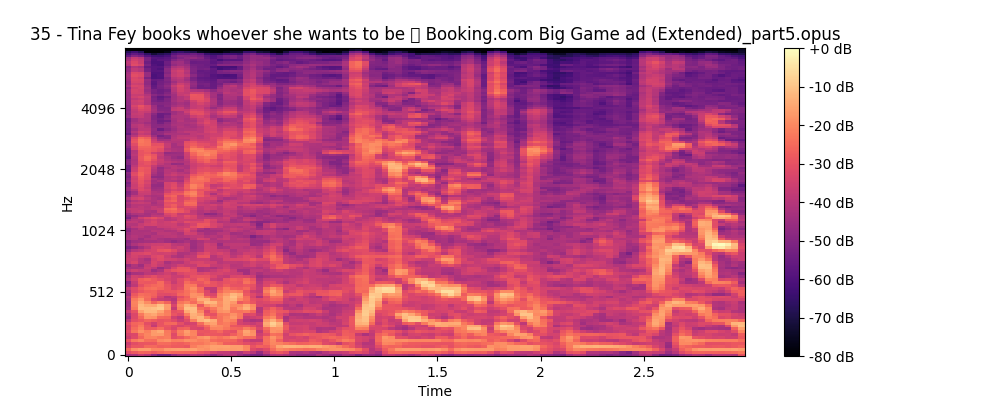 35 - Tina Fey books whoever she wants to be  Booking.com Big Game ad (Extended)_part5.opus
Hz
4096
2048
1024
512
0
0
0.5
1
1.5
2
2.5
Time
+0 dB
-10 dB
-20 dB
-30 dB
-40 dB
-50 dB
-60 dB
-70 dB
-80 dB